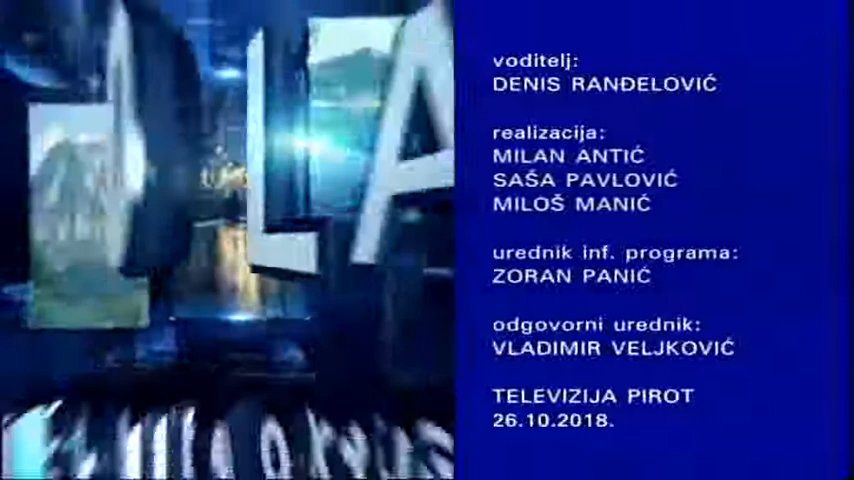 LA
voditelj:
DENIS RANĐELOVIĆ
realizacija:
MILAN ANTIĆ
SAŠA PAVLOVIĆ
MILOŠ MANIĆ
urednik inf. programa:
ZORAN PANIĆ
odgovorni urednik:
VLADIMIR VELJKOVIĆ
TELEVIZIJA PIROT
26.10.2018.